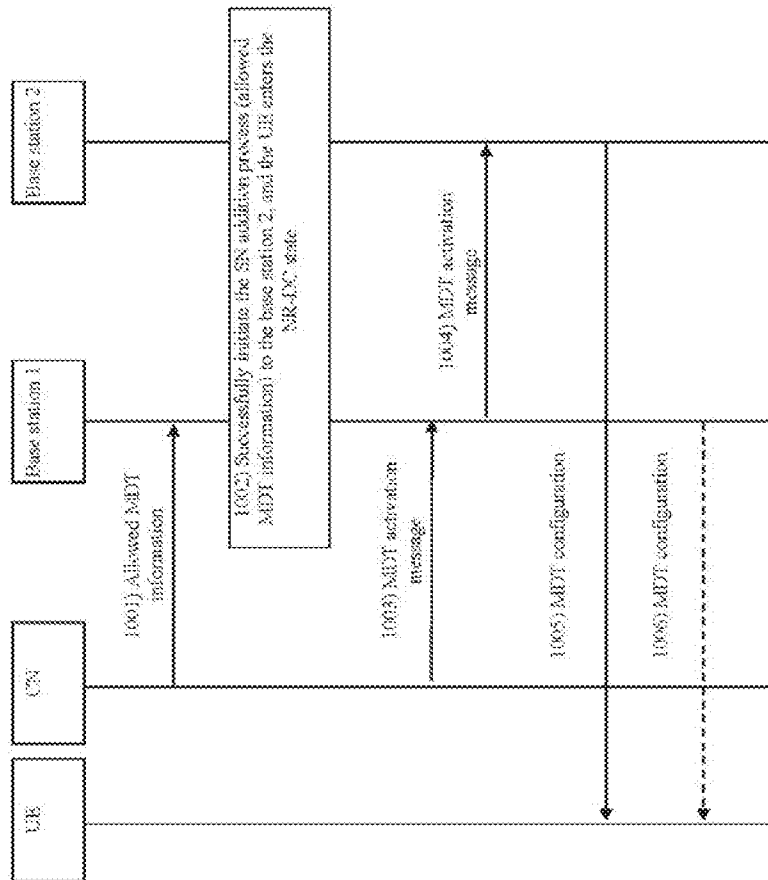 UE
CN
Base station 1
Base station 2
1001) Allowed MDT
information
1002) Successfully initiate the SN addition process (allowed
MDT information) to the base station 2, and the UE enters the
NR-DC state
1003) MDT activation
message
1004) MDT activation
message
1005) MDT configuration
1006) MDT configuration